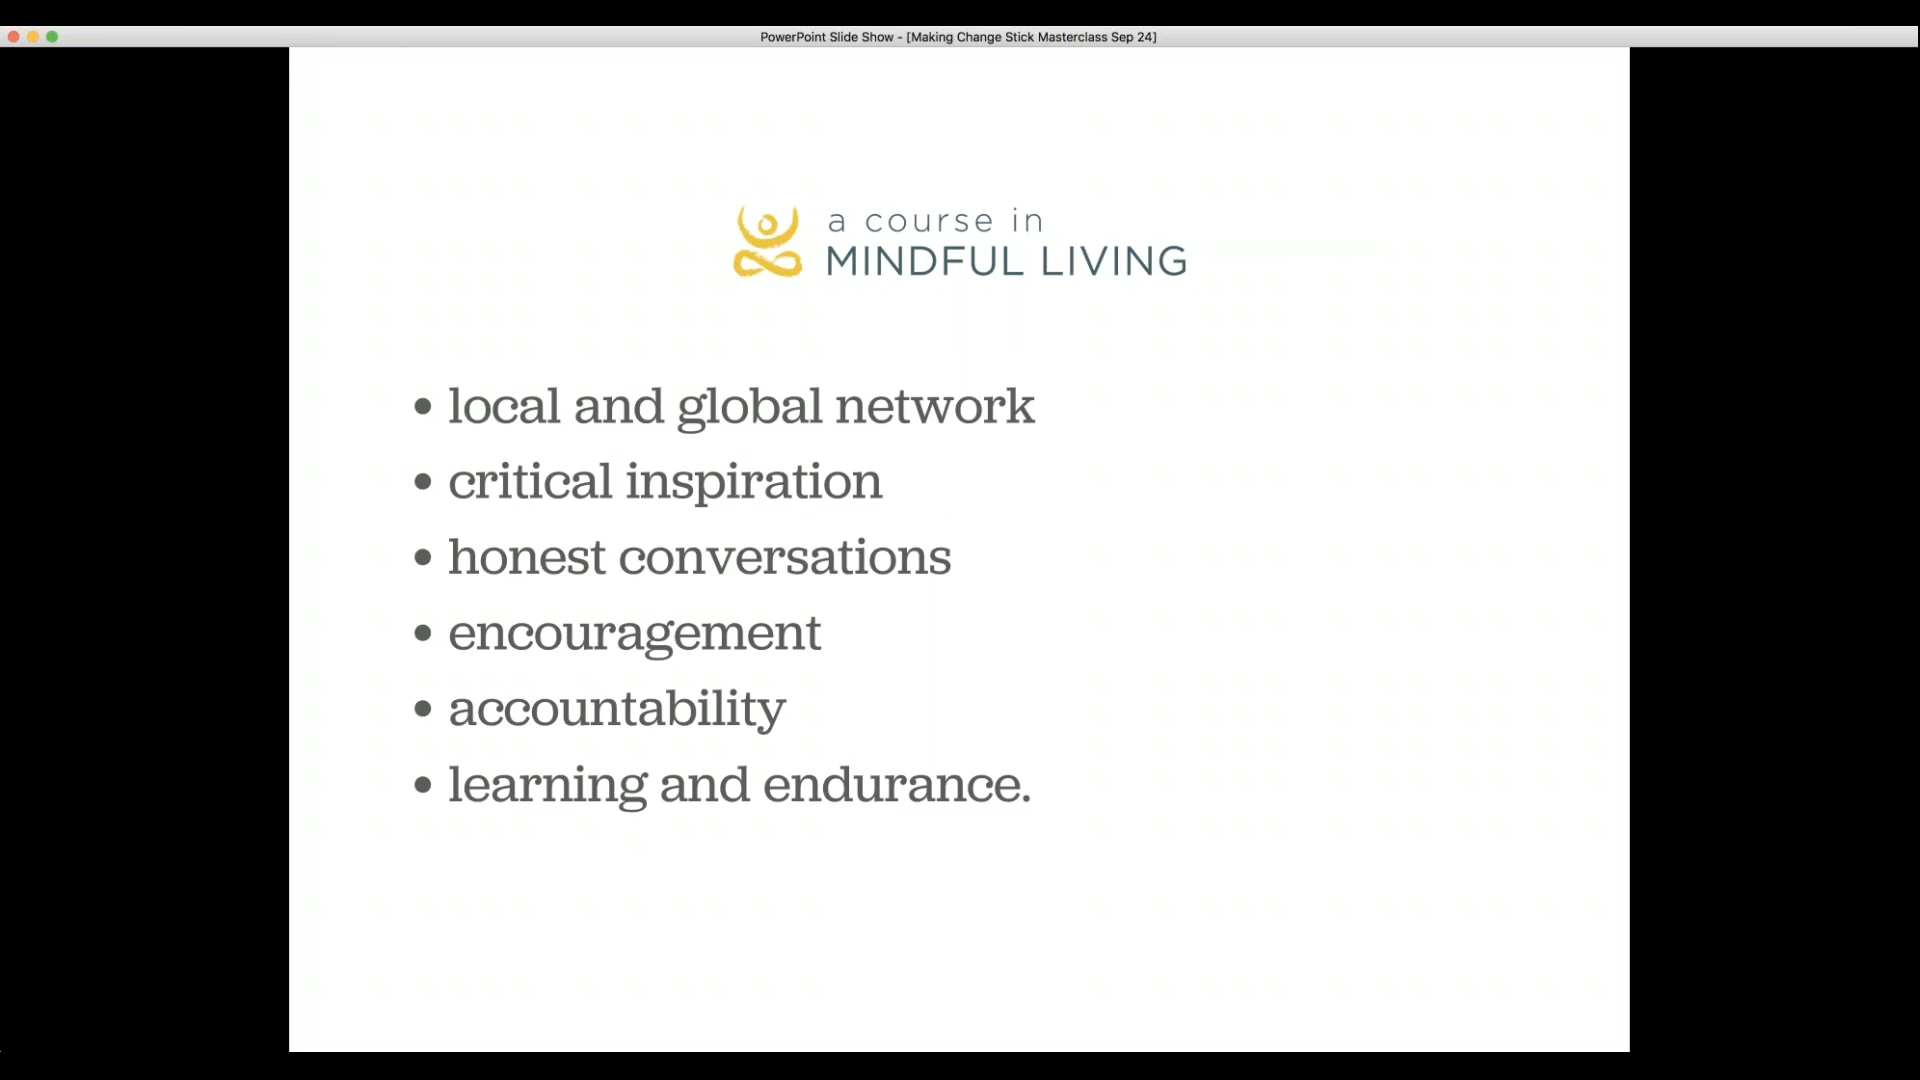 PowerPoint Slide Show - [Making Change Stick Masterclass Sep 24]
a course in
MINDFUL LIVING
• local and global network
• critical inspiration
• honest conversations
• encouragement
• accountability
• learning and endurance.